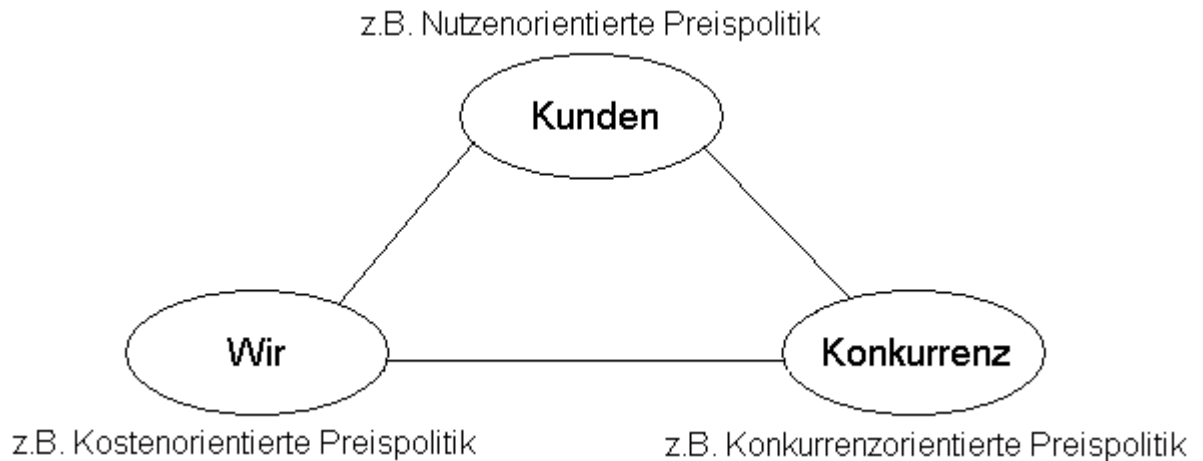 z.B. Nutzenorientierte Preispolitik
Kunden
Wir
Konkurrenz
z.B. Kostenorientierte Preispolitik
z.B. Konkurrenzorientierte Preispolitik